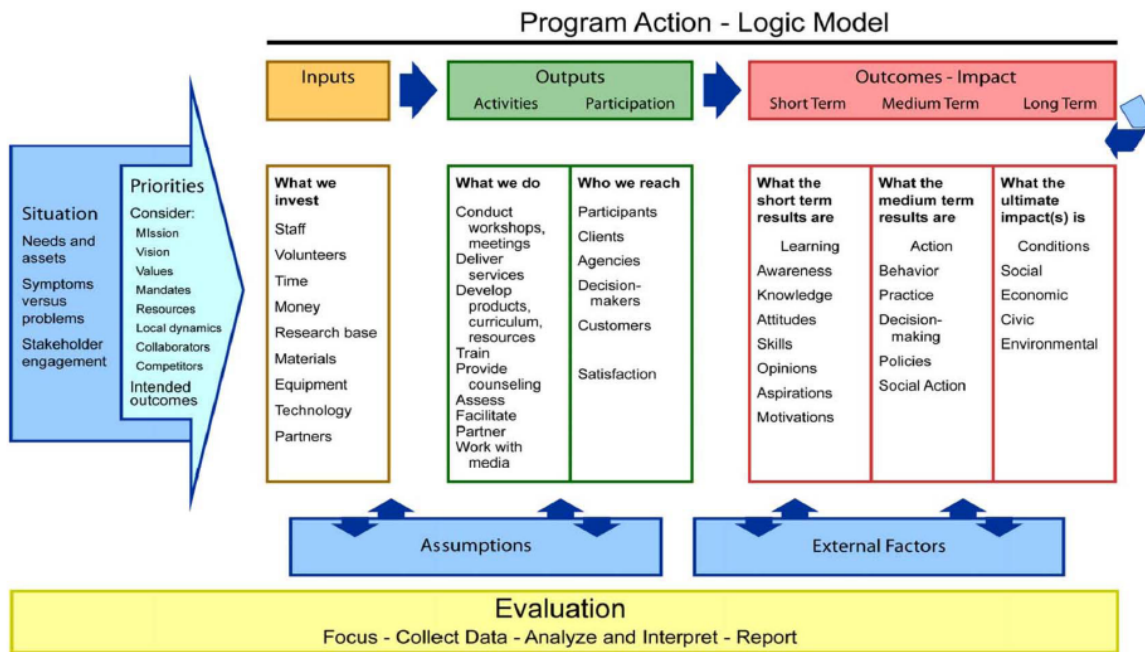 Program Action - Logic Model
Inputs
Outputs
Activities Participation
Outcomes - Impact
Short Term Medium Term Long Term
Situation
Needs and
assets
Symptoms
versus
problems
Stakeholder
engagement
Priorities
Consider:
MIssion
Vision
Values
Mandates
Resources
Local dynamics
Collaborators
Competitors
Intended
outcomes
What we
invest
Staff
Volunteers
Time
Money
Research base
Materials
Equipment
Technology
Partners
What we do
Conduct
workshops,
meetings
Deliver
services
Develop
products,
curriculum,
resources
Train
Provide
counseling
Assess
Facilitate
Partner
Work with
media
Who we reach
Participants
Clients
Agencies
Decision-
makers
Customers
Satisfaction
What the
short term
results are
Learning
Awareness
Knowledge
Attitudes
Skills
Opinions
Aspirations
Motivations
What the
medium term
results are
Action
Behavior
Practice
Decision-
making
Policies
Social Action
What the
ultimate
impact(s) is
Conditions
Social
Economic
Civic
Environmental
Assumptions
External Factors
Evaluation
Focus - Collect Data - Analyze and Interpret - Report